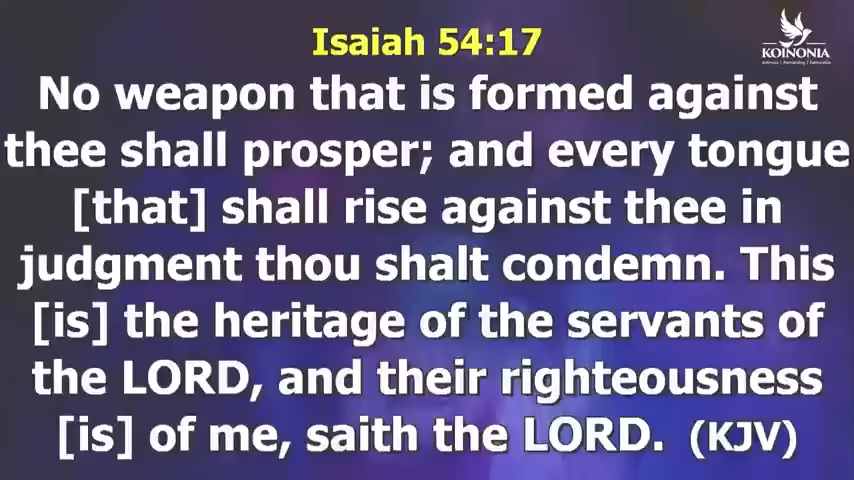 Isaiah 54:17
KOINONIA
No weapon that is formed against
thee shall prosper; and every tongue
[that] shall rise against thee in
judgment thou shalt condemn. This
[is] the heritage of the servants of
the LORD, and their righteousness
[is] of me, saith the LORD. (KJV)